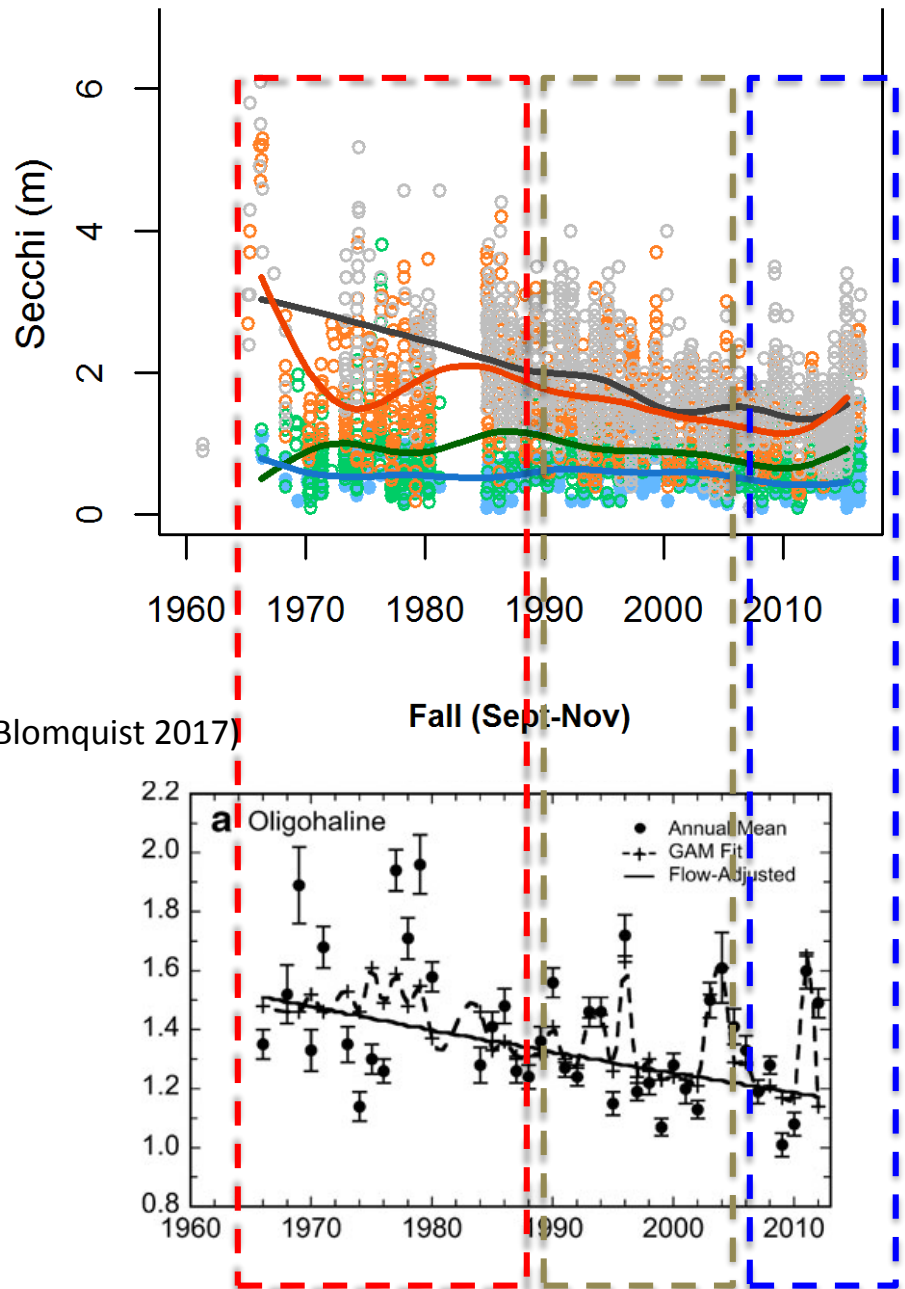 Secchi (m)
6
4
2
0
1960 1970 1980 1990 2000 2010
Fall (Sept-Nov)
Blomquist 2017)
a Oligohaline
Annual Mean
GAM Fit
Flow-Adjusted
2.2
2.0
1.8
1.6
1.4
1.2
1.0
0.8
1960 1970 1980 1990 2000 2010